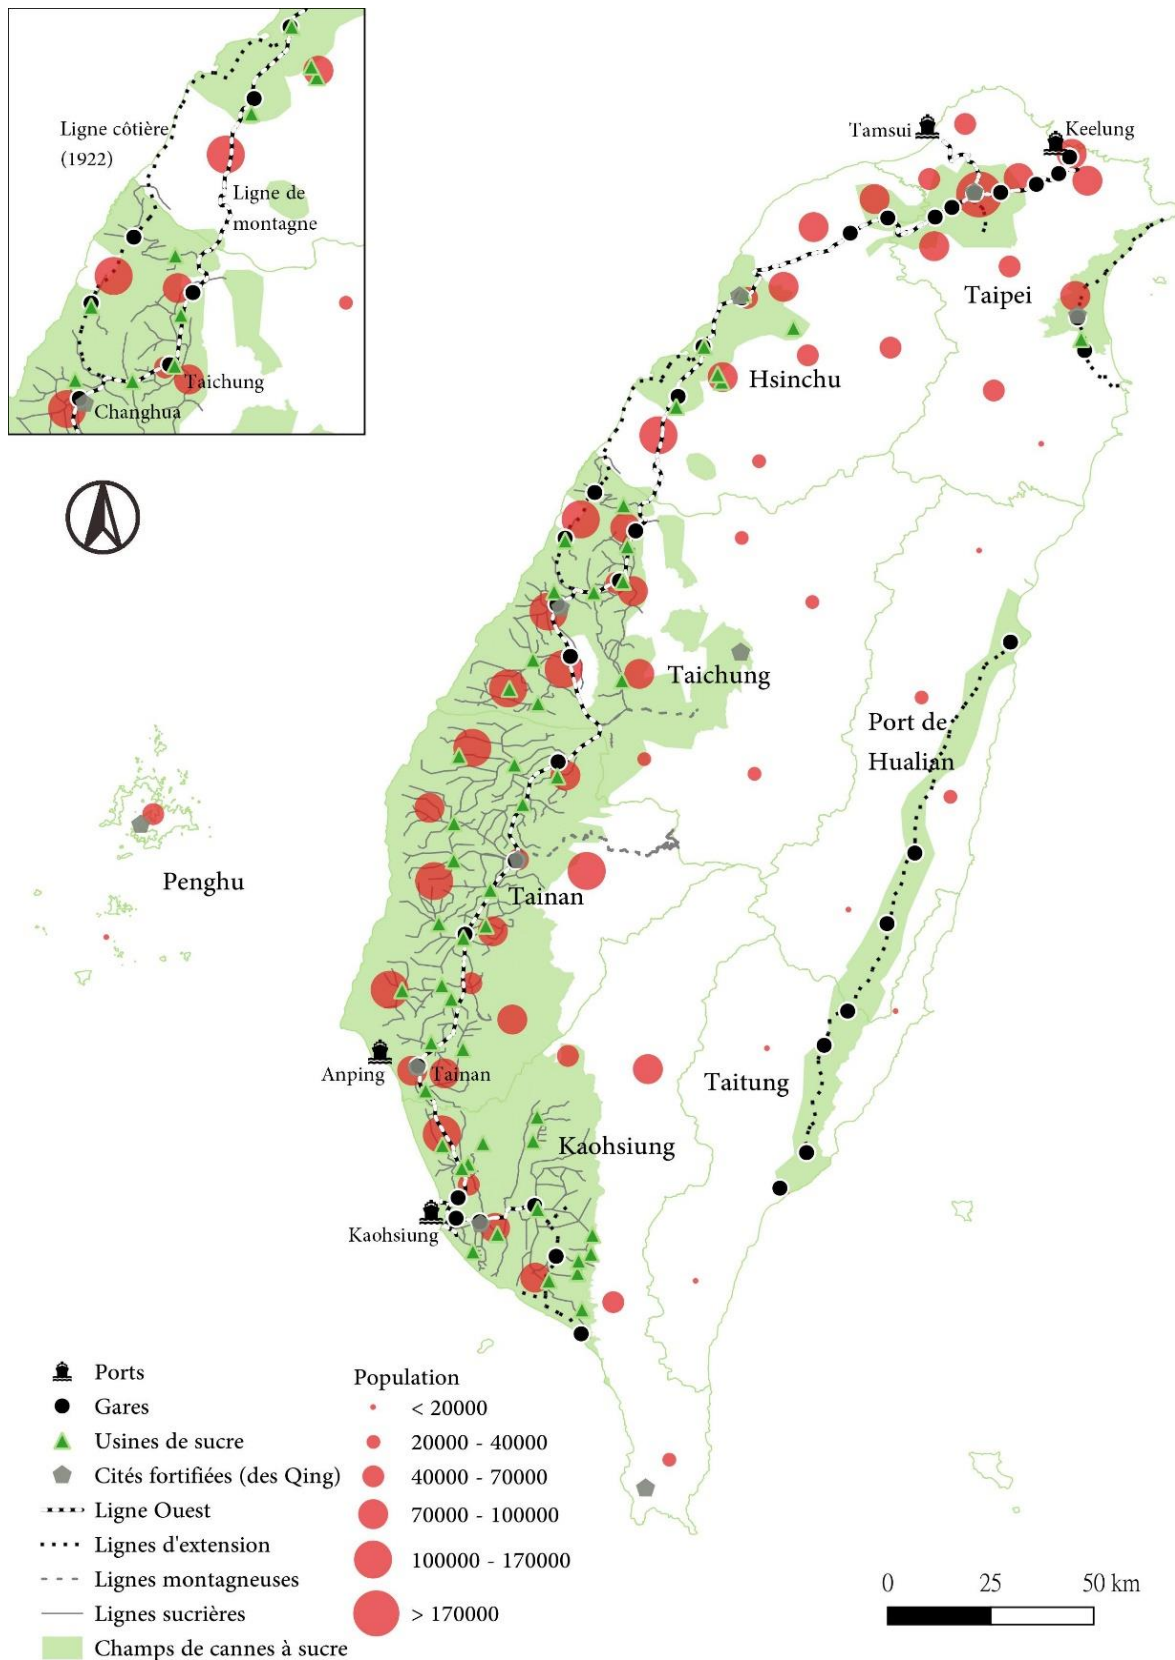 Ligne côtière
(1922)
Ligne de
montagne
Taichung
Changhua
Tamsui
Keelung
Taipei
Hsinchu
Taichung
Port de
Hualian
Penghu
Tainan
Anping
Tainan
Taitung
Kaohsiung
Kaohsiung
Ports
Gares
Usines de sucre
Cités fortifiées (des Qing)
Ligne Ouest
Lignes d'extension
Lignes montagneuses
Lignes sucrières
Champs de cannes à sucre
Population
< 20000
20000 - 40000
40000 - 70000
70000 - 100000
100000 - 170000
> 170000
0 25 50 km